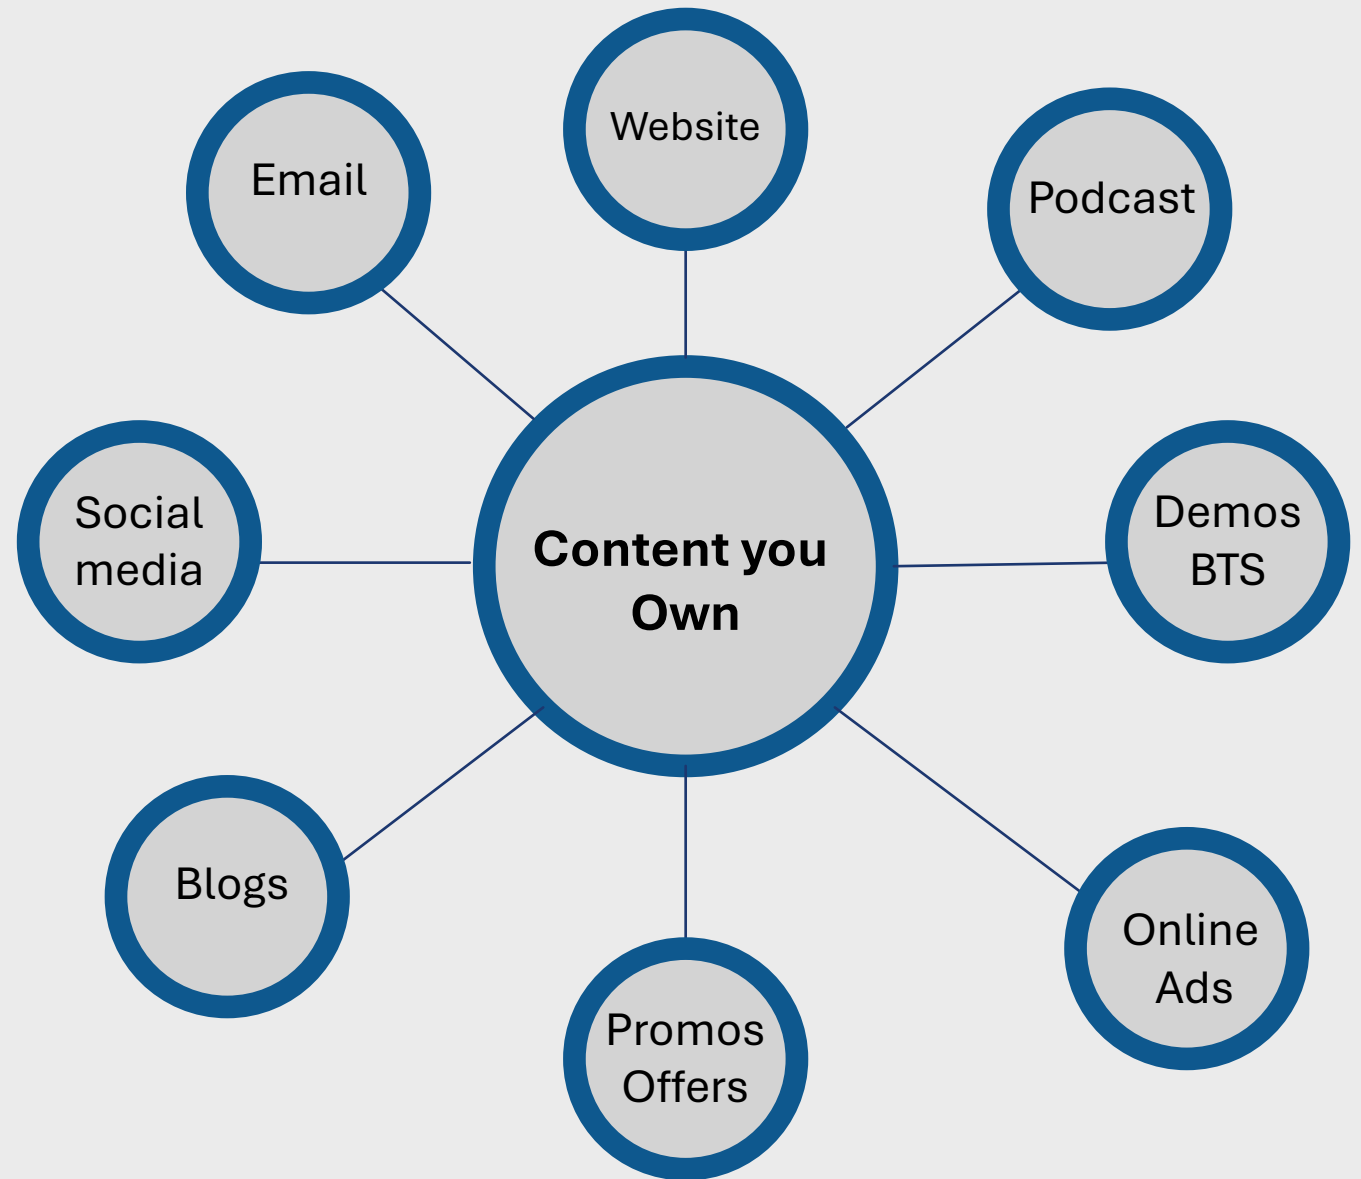 Website
Email
Podcast
Social
media
Content you
Own
Demos
BTS
Blogs
Online
Ads
Promos
Offers